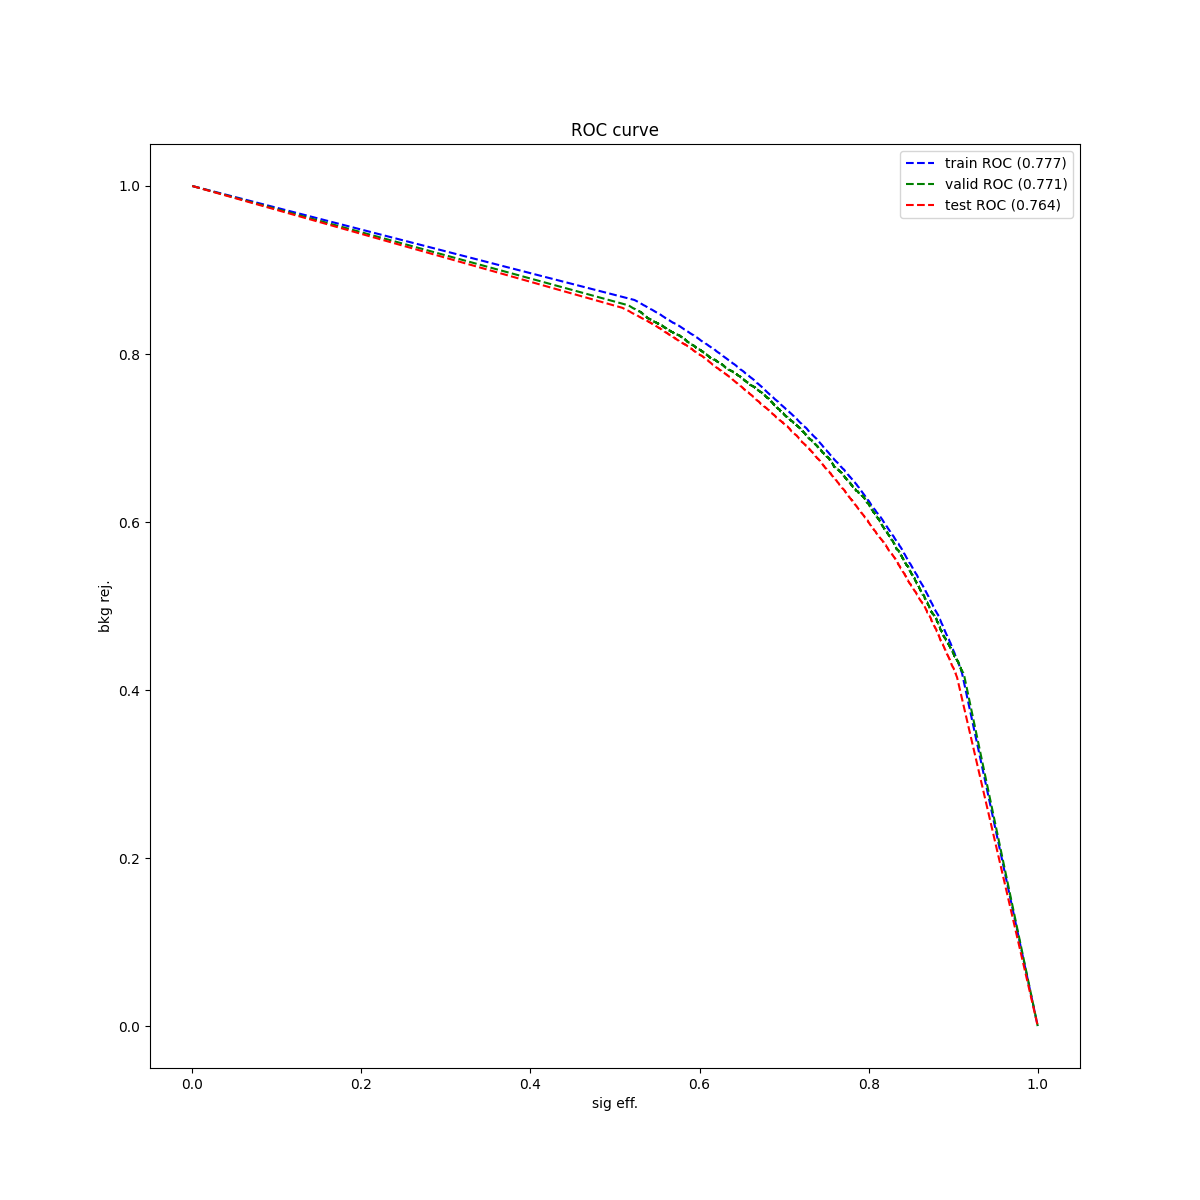 ROC curve
train ROC (0.777)
valid ROC (0.771)
test ROC (0.764)
1.0
0.8
0.6
0.4
0.2
0.0
bkg rej.
0.0 0.2 0.4 0.6 0.8 1.0
sig eff.